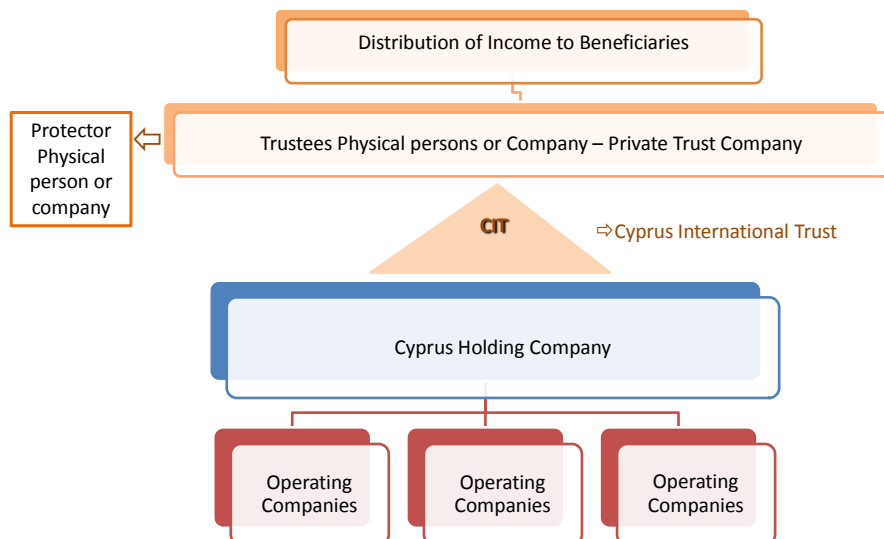 Distribution of Income to Beneficiaries
Protector
Physical
person or
company
Trustees Physical persons or Company – Private Trust Company
CIT
⇨Cyprus International Trust
Cyprus Holding Company
Operating
Companies
Operating
Companies
Operating
Companies